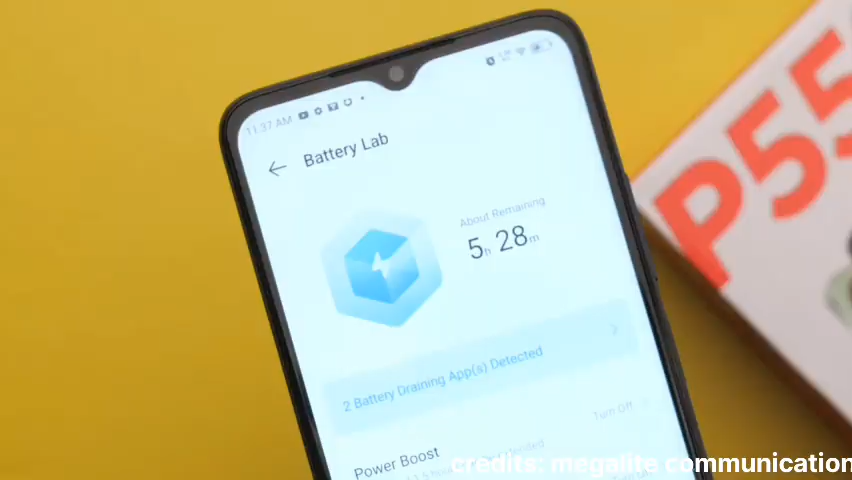 11:37 AM
Battery Lab
About Remaining
5h 28m
2 Battery Draining App(s) Detected
Power Boost
Turn Off
P55
credits: megalite communication